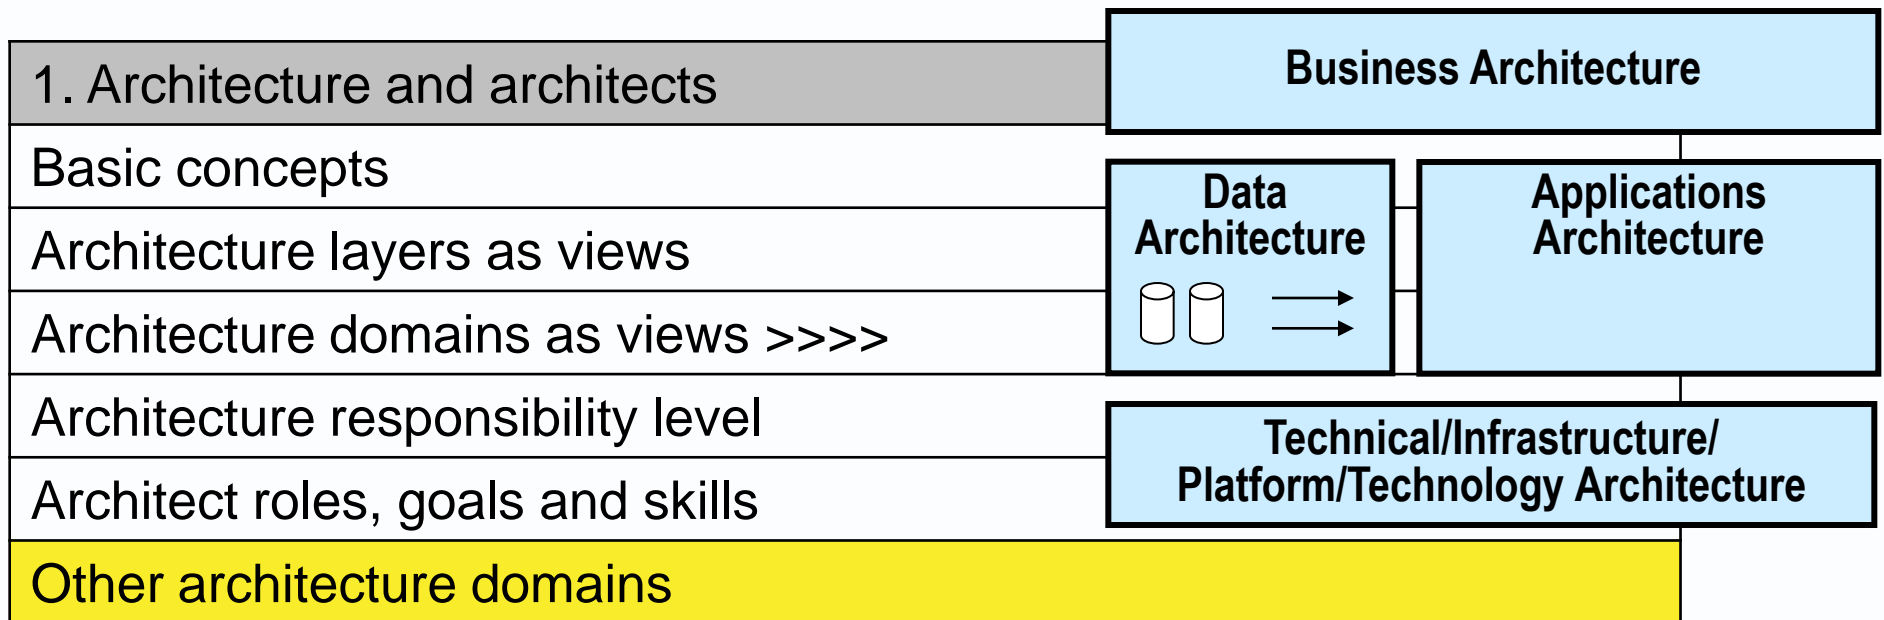 1. Architecture and architects
Basic concepts
Architecture layers as views
Architecture domains as views >>>>
Architecture responsibility level
Architect roles, goals and skills
Other architecture domains
Business Architecture
Data
Architecture
Applications
Architecture
Technical/Infrastructure/
Platform/Technology Architecture